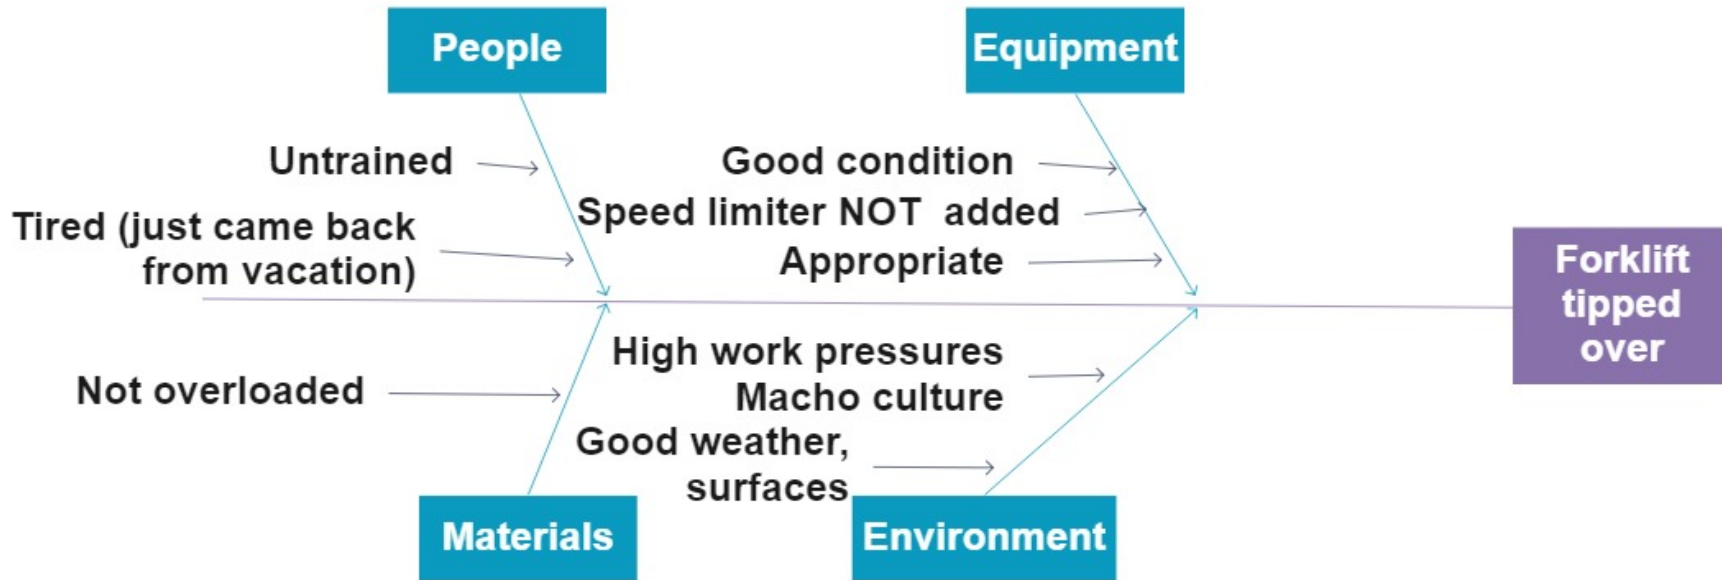 People
Equipment
Untrained
Good condition
Speed limiter NOT added
Tired (just came back
from vacation)
Appropriate
Forklift
tipped
over
High work pressures
Macho culture
Not overloaded
Good weather,
surfaces
Materials
Environment